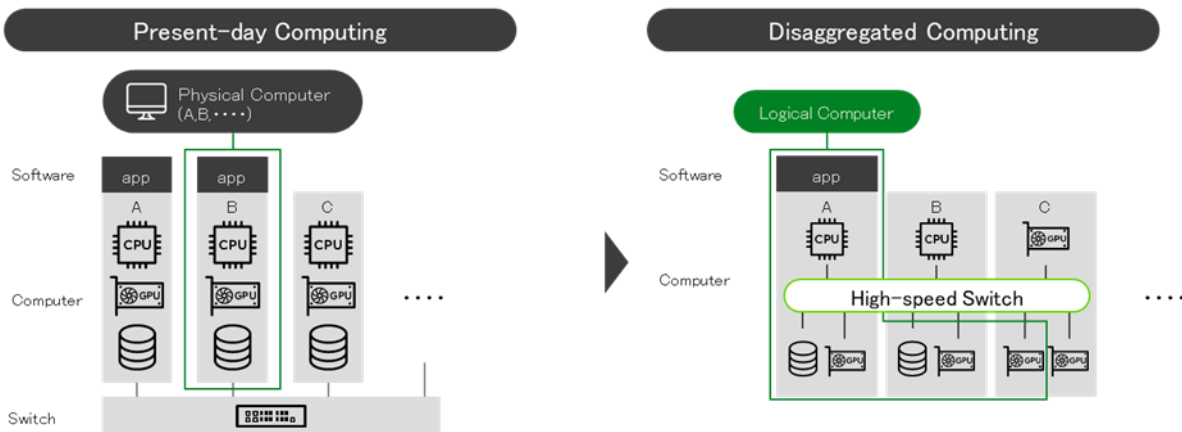 Present-day Computing
Physical Computer
(A,B,····)
Software
app
app
A
B
C
CPU
CPU
CPU
Computer
GPU
GPU
GPU
····
Switch
Disaggregated Computing
Logical Computer
Software
app
A
B
C
CPU
CPU
GPU
Computer
High-speed Switch
····
GPU
GPU
GPU
GPU